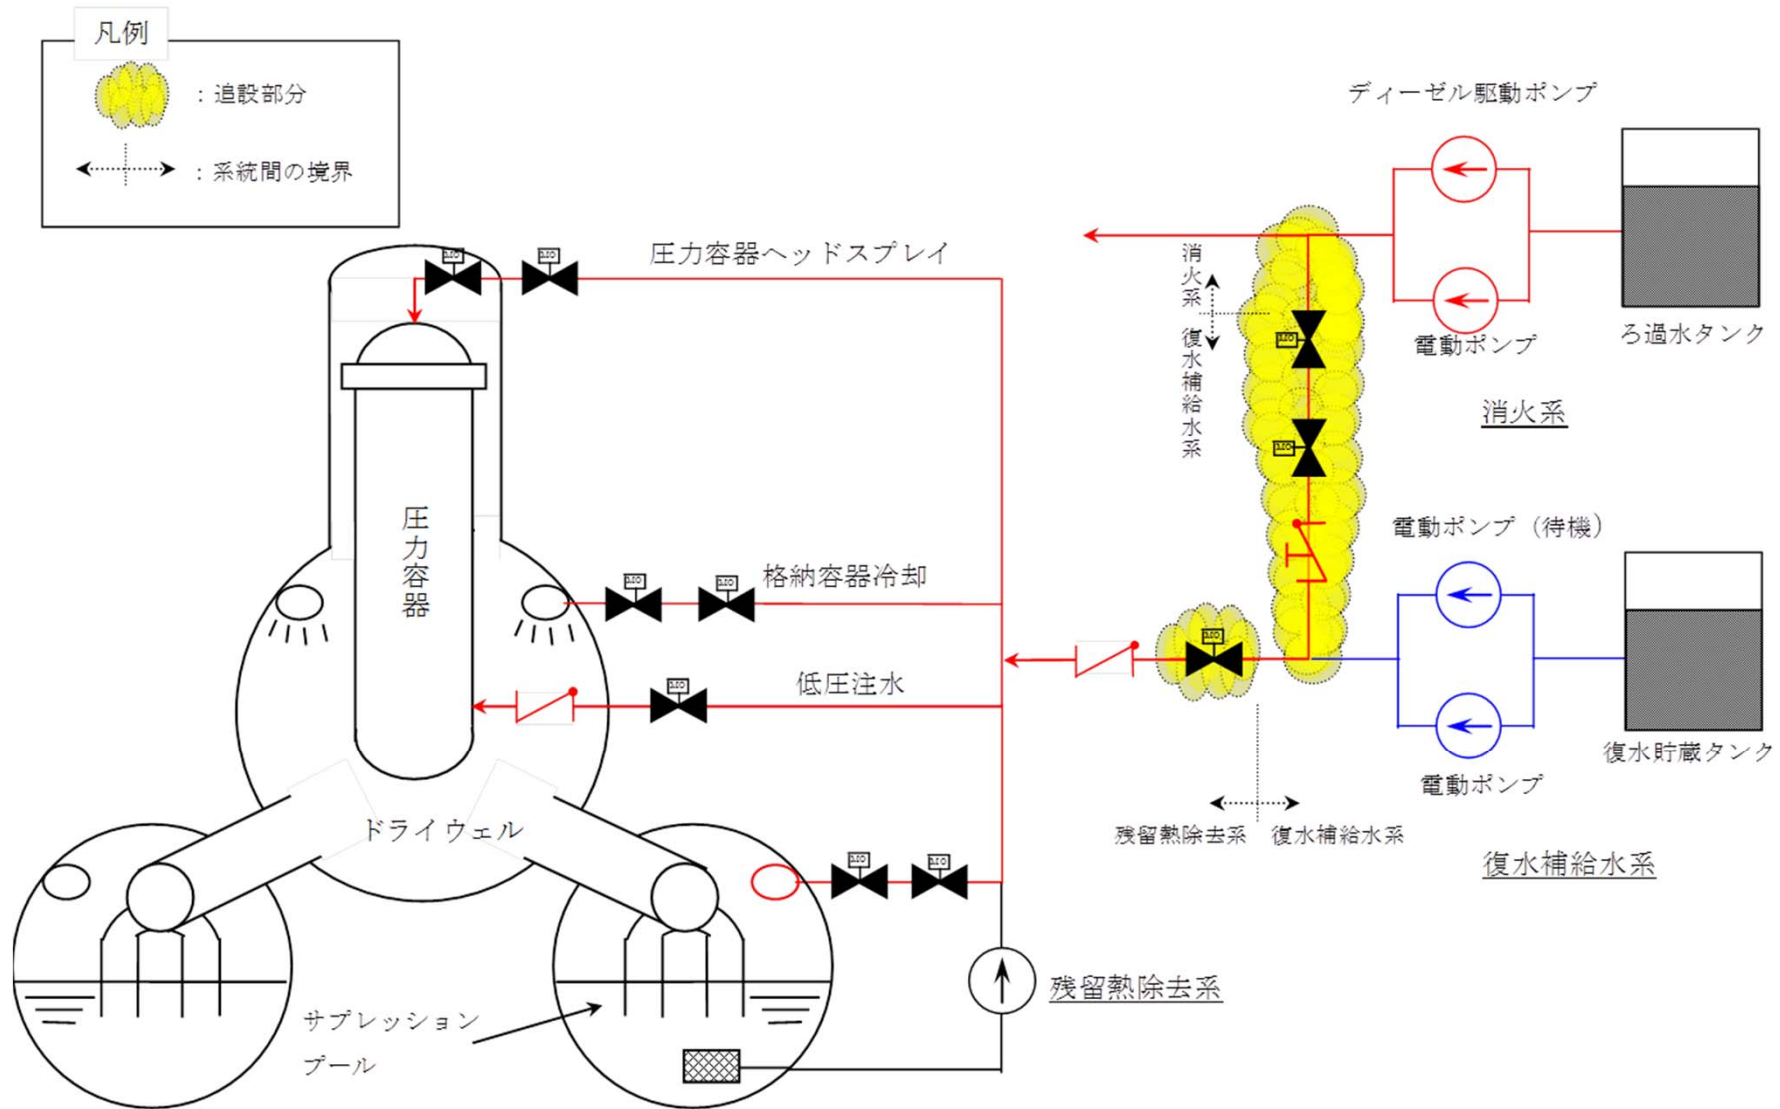 凡例
：追設部分
：系統間の境界
ディーゼル駆動ポンプ
圧力容器ヘッドスプレイ
消火系
復水補給水系
電動ポンプ
ろ過水タンク
消火系
圧力容器
電動ポンプ（待機）
格納容器冷却
低圧注水
復水貯蔵タンク
電動ポンプ
ドライウェル
残留熱除去系
復水補給水系
復水補給水系
残留熱除去系
サプレッション
プール